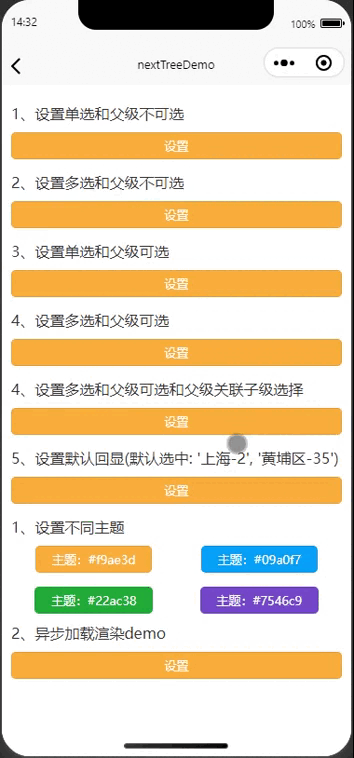 14:32
100%
nextTreeDemo
1、设置单选和父级不可选
设置
2、设置多选和父级不可选
设置
3、设置单选和父级可选
设置
4、设置多选和父级可选
设置
4、设置多选和父级可选和父级关联子级选择
设置
5、设置默认回显(默认选中: '上海-2', '黄埔区-35')
设置
1、设置不同主题
主题：#f9ae3d
主题：#09a0f7
主题：#22ac38
主题：#7546c9
2、异步加载渲染demo
设置